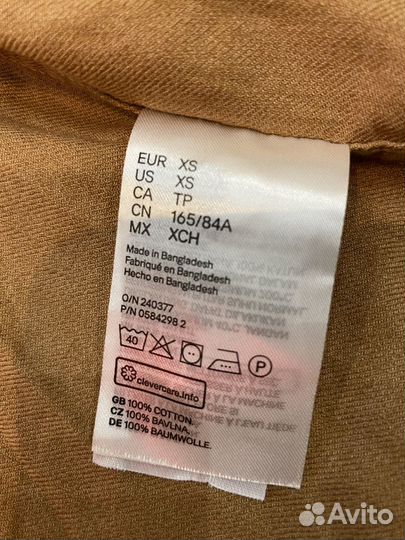 EUR XS
US XS
CA TP
CN 165/84A
MX XCH
Made in Bangladesh
Fabriqué en Bangladesh
Hecho en Bangladesh
O/N 240377
P/N 0584298 2
40 P
clevercare.info
GB 100% COTTON.
CZ 100% BAVLNA.
DE 100% BAUMWOLLE.
Avito